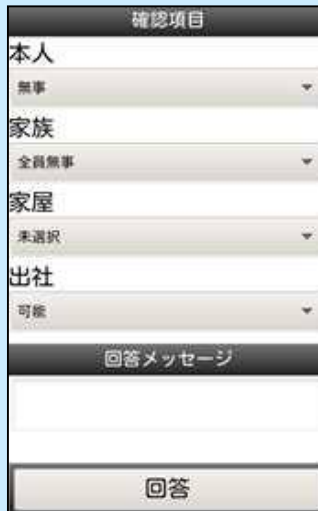 確認項目
本人
無事
家族
全員無事
家屋
未選択
出社
可能
回答メッセージ
回答